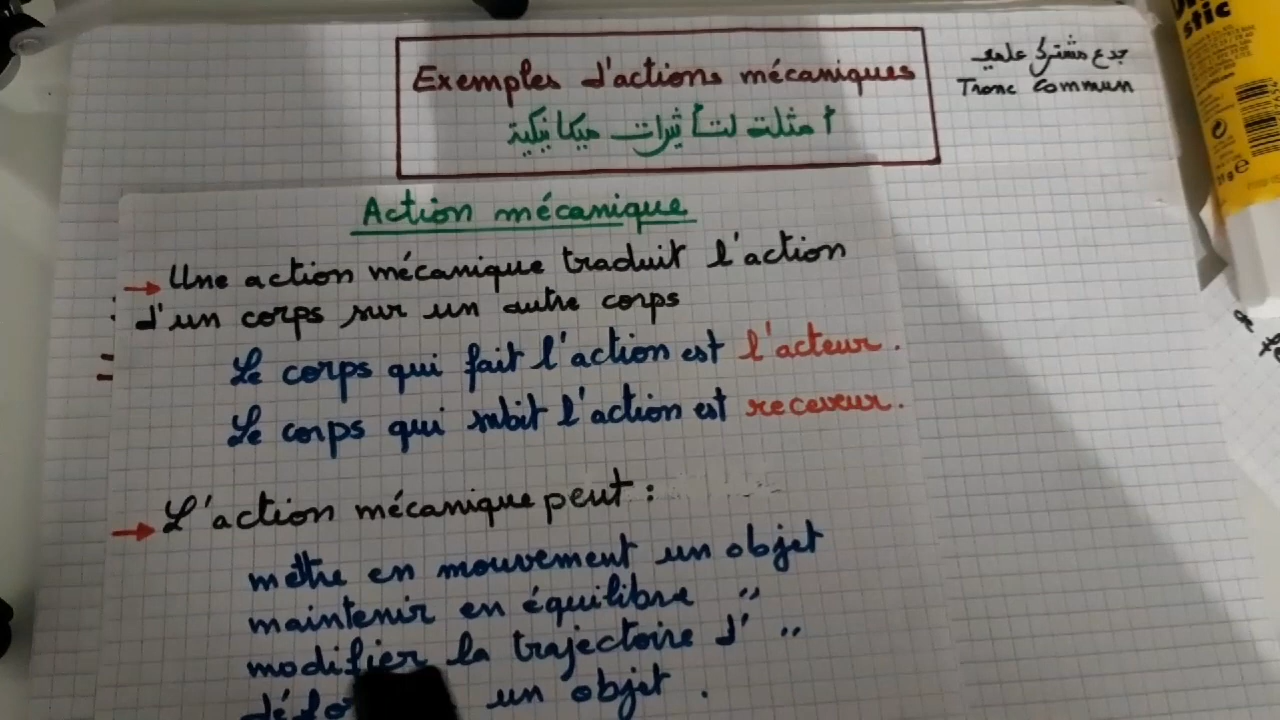 Exemples d'actions mécaniques
أمثلة لتأثيرات ميكانيكية
جدع مشترك علمي
Tronc Commun
stic
Action mécanique
→ Une action mécanique traduit l'action
d'un corps sur un autre corps
Le corps qui fait l'action est l'acteur.
Le corps qui subit l'action est receveur.
→ L'action mécanique peut :
mettre en mouvement un objet
maintenir en équilibre "
modifier la trajectoire d' "
un objet.